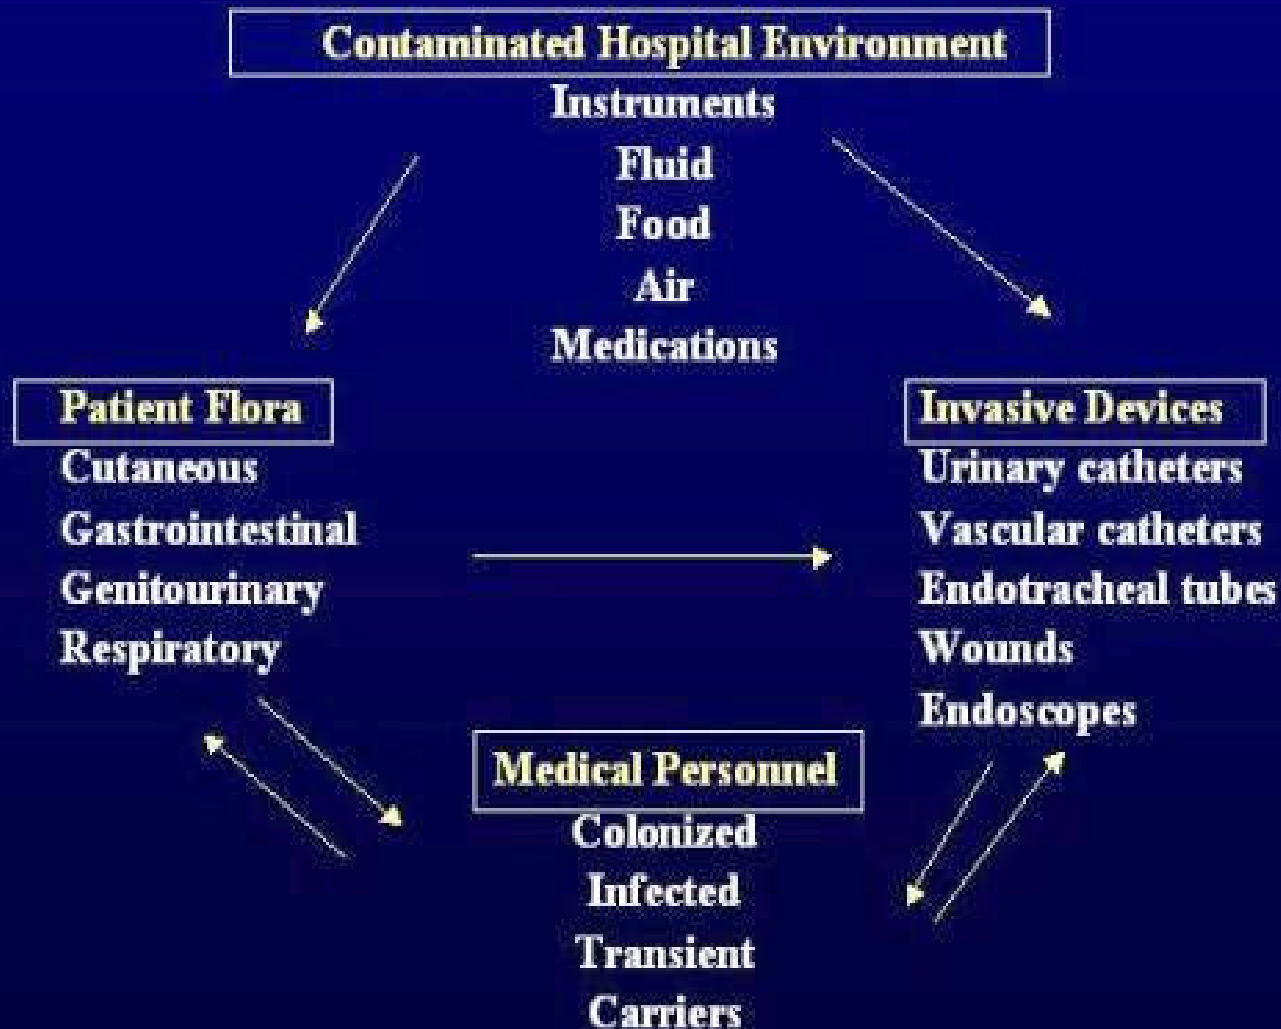 Contaminated Hospital Environment
Instruments
Fluid
Food
Air
Medications
Patient Flora
Cutaneous
Gastrointestinal
Genitourinary
Respiratory
Invasive Devices
Urinary catheters
Vascular catheters
Endotracheal tubes
Wounds
Endoscopes
Medical Personnel
Colonized
Infected
Transient
Carriers